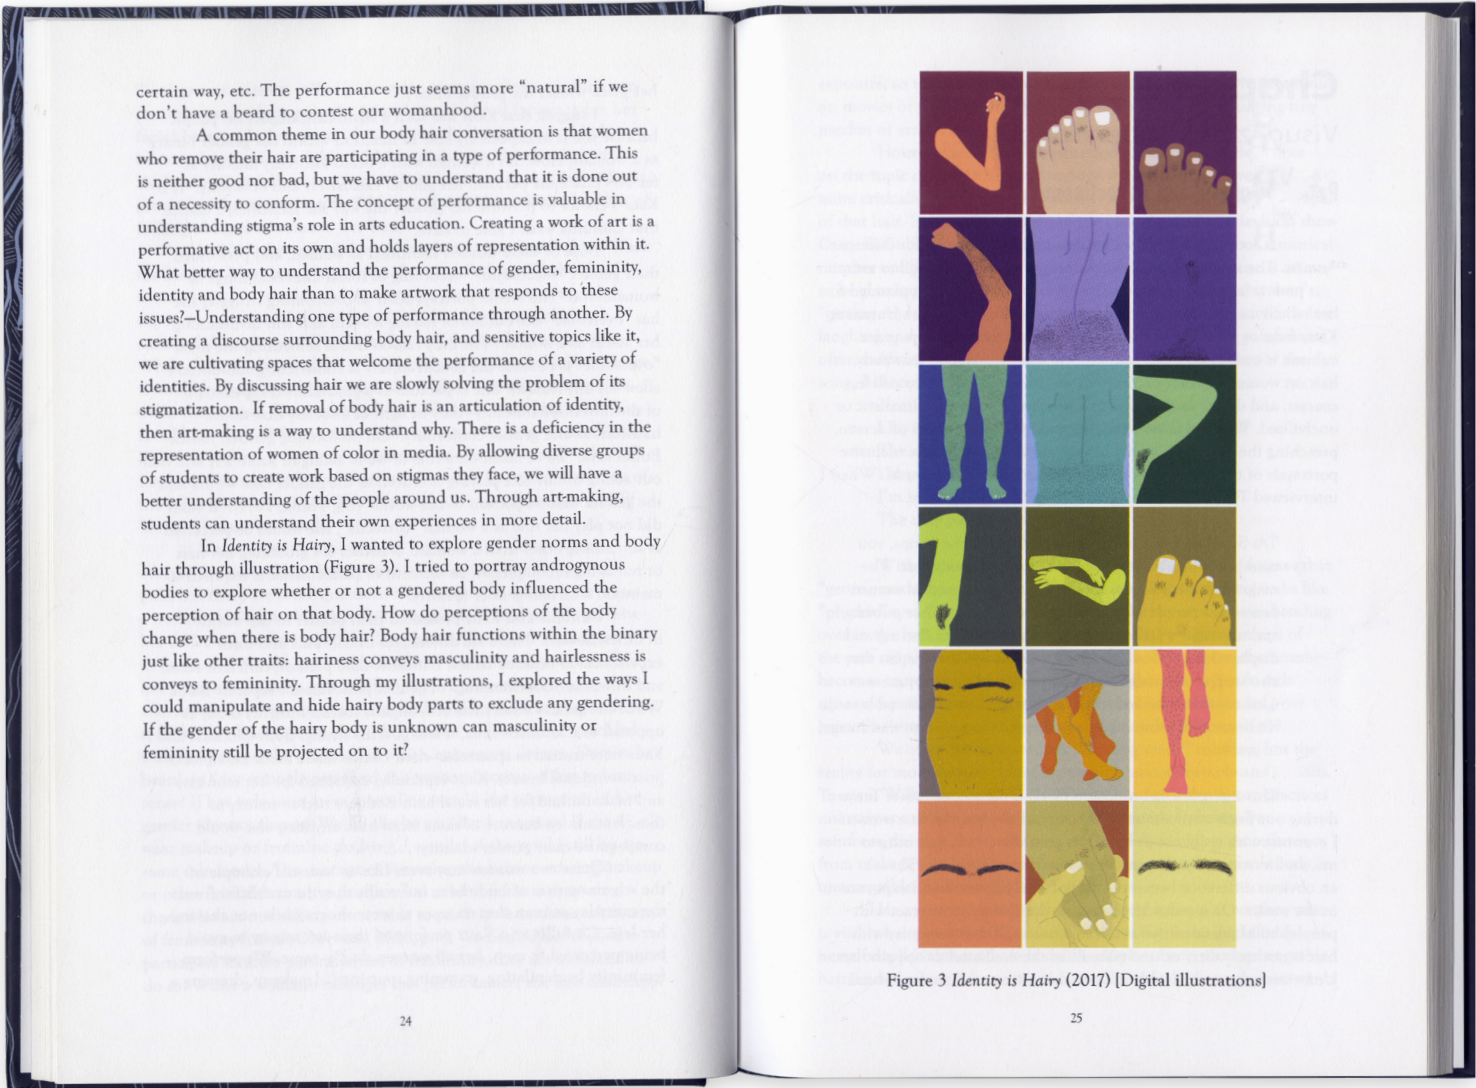 certain way, etc. The performance just seems more “natural” if we
don’t have a beard to contest our womanhood.
A common theme in our body hair conversation is that women
who remove their hair are participating in a type of performance. This
is neither good nor bad, but we have to understand that it is done out
of a necessity to conform. The concept of performance is valuable in
understanding stigma’s role in arts education. Creating a work of art is a
performative act on its own and holds layers of representation within it.
What better way to understand the performance of gender, femininity,
identity and body hair than to make artwork that responds to these
issues?—Understanding one type of performance through another. By
creating a discourse surrounding body hair, and sensitive topics like it,
we are cultivating spaces that welcome the performance of a variety of
identities. By discussing hair we are slowly solving the problem of its
stigmatization.  If removal of body hair is an articulation of identity,
then art-making is a way to understand why. There is a deficiency in the
representation of women of color in media. By allowing diverse groups
of students to create work based on stigmas they face, we will have a
better understanding of the people around us. Through art-making,
students can understand their own experiences in more detail.
In Identity is Hairy, I wanted to explore gender norms and body
hair through illustration (Figure 3). I tried to portray androgynous
bodies to explore whether or not a gendered body influenced the
perception of hair on that body. How do perceptions of the body
change when there is body hair? Body hair functions within the binary
just like other traits: hairiness conveys masculinity and hairlesseness is
conveys to femininity. Through my illustrations, I explored the ways I
could manipulate and hide hairy body parts to exclude any gendering.
If the gender of the hairy body is unknown can masculinity or
femininity still be projected on to it?
24
Figure 3 Identity is Hairy (2017) [Digital illustrations]
25